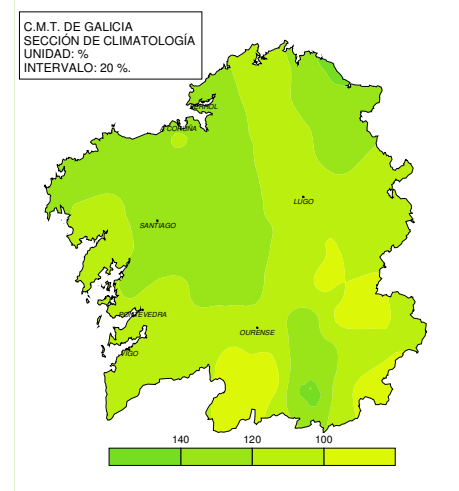 C.M.T. DE GALICIA
SECCIÓN DE CLIMATOLOGÍA
UNIDAD: %
INTERVALO: 20 %.
FERROL
CORUÑA
LUGO
SANTIAGO
PONTEVEDRA
OURENSE
VIGO
140 120 100